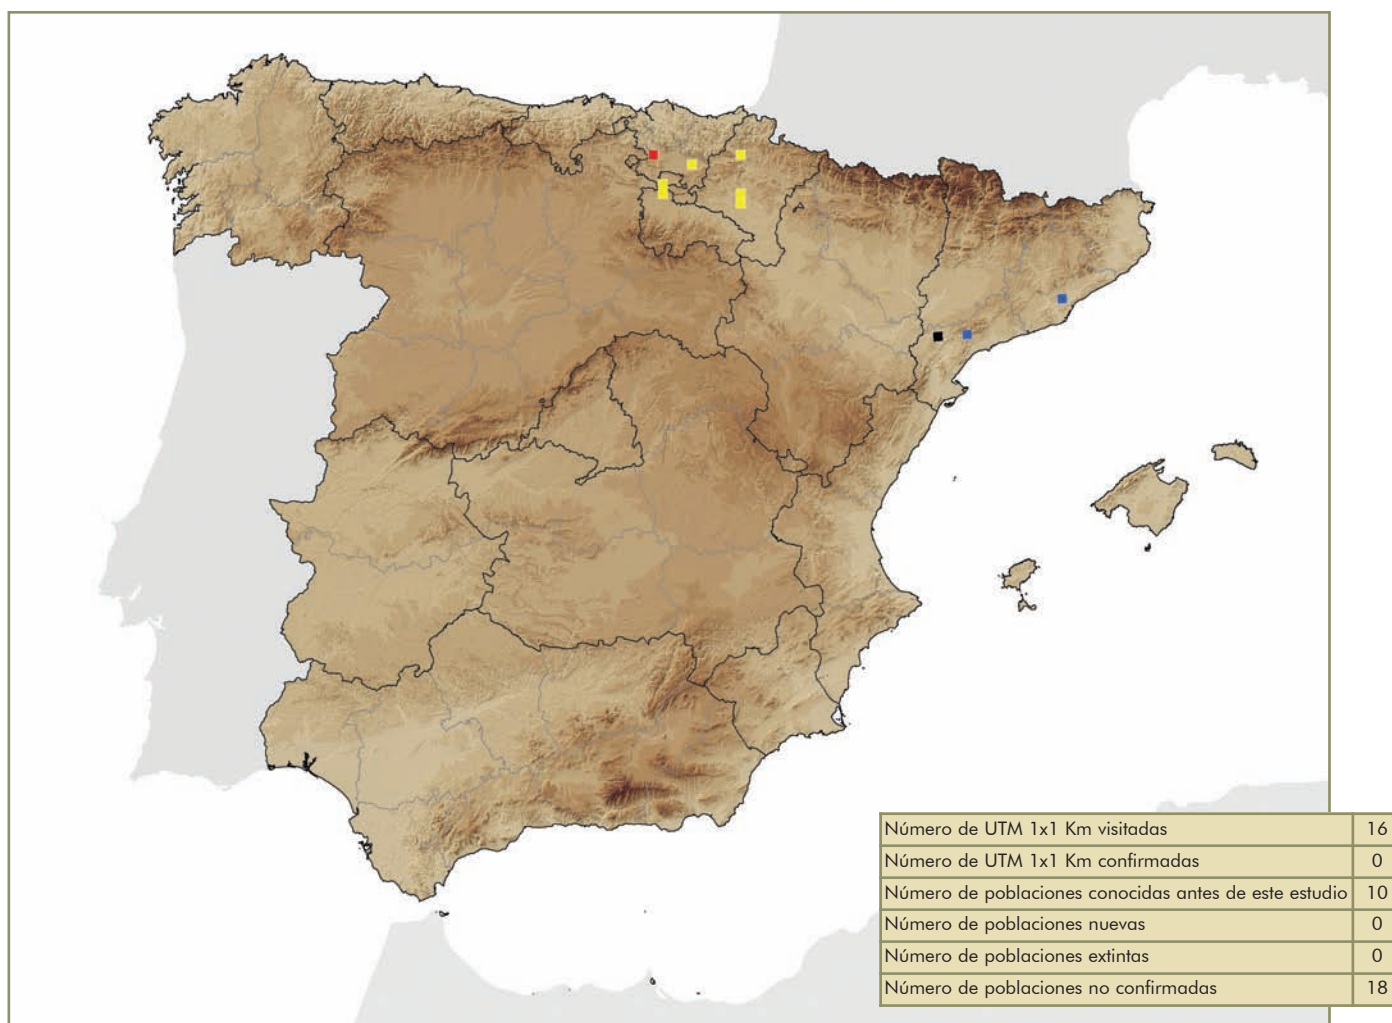 Número de UTM 1x1 Km visitadas 16
Número de UTM 1x1 Km confirmadas 0
Número de poblaciones conocidas antes de este estudio 10
Número de poblaciones nuevas 0
Número de poblaciones extintas 0
Número de poblaciones no confirmadas 18